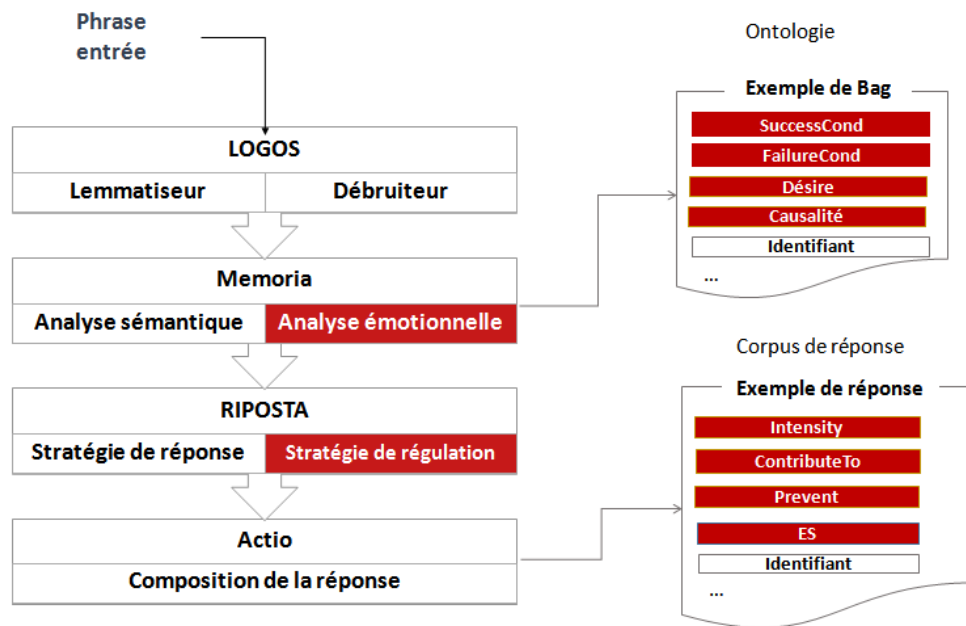 Phrase
entrée
LOGOS
Lemmatiseur
Débruiteur
Memoria
Analyse sémantique
Analyse émotionnelle
RIPOSTA
Stratégie de réponse
Stratégie de régulation
Actio
Composition de la réponse
Ontologie
Exemple de Bag
SuccessCond
FailureCond
Désire
Causalité
Identifiant
...
Corpus de réponse
Exemple de réponse
Intensity
ContributeTo
Prevent
ES
Identifiant
...